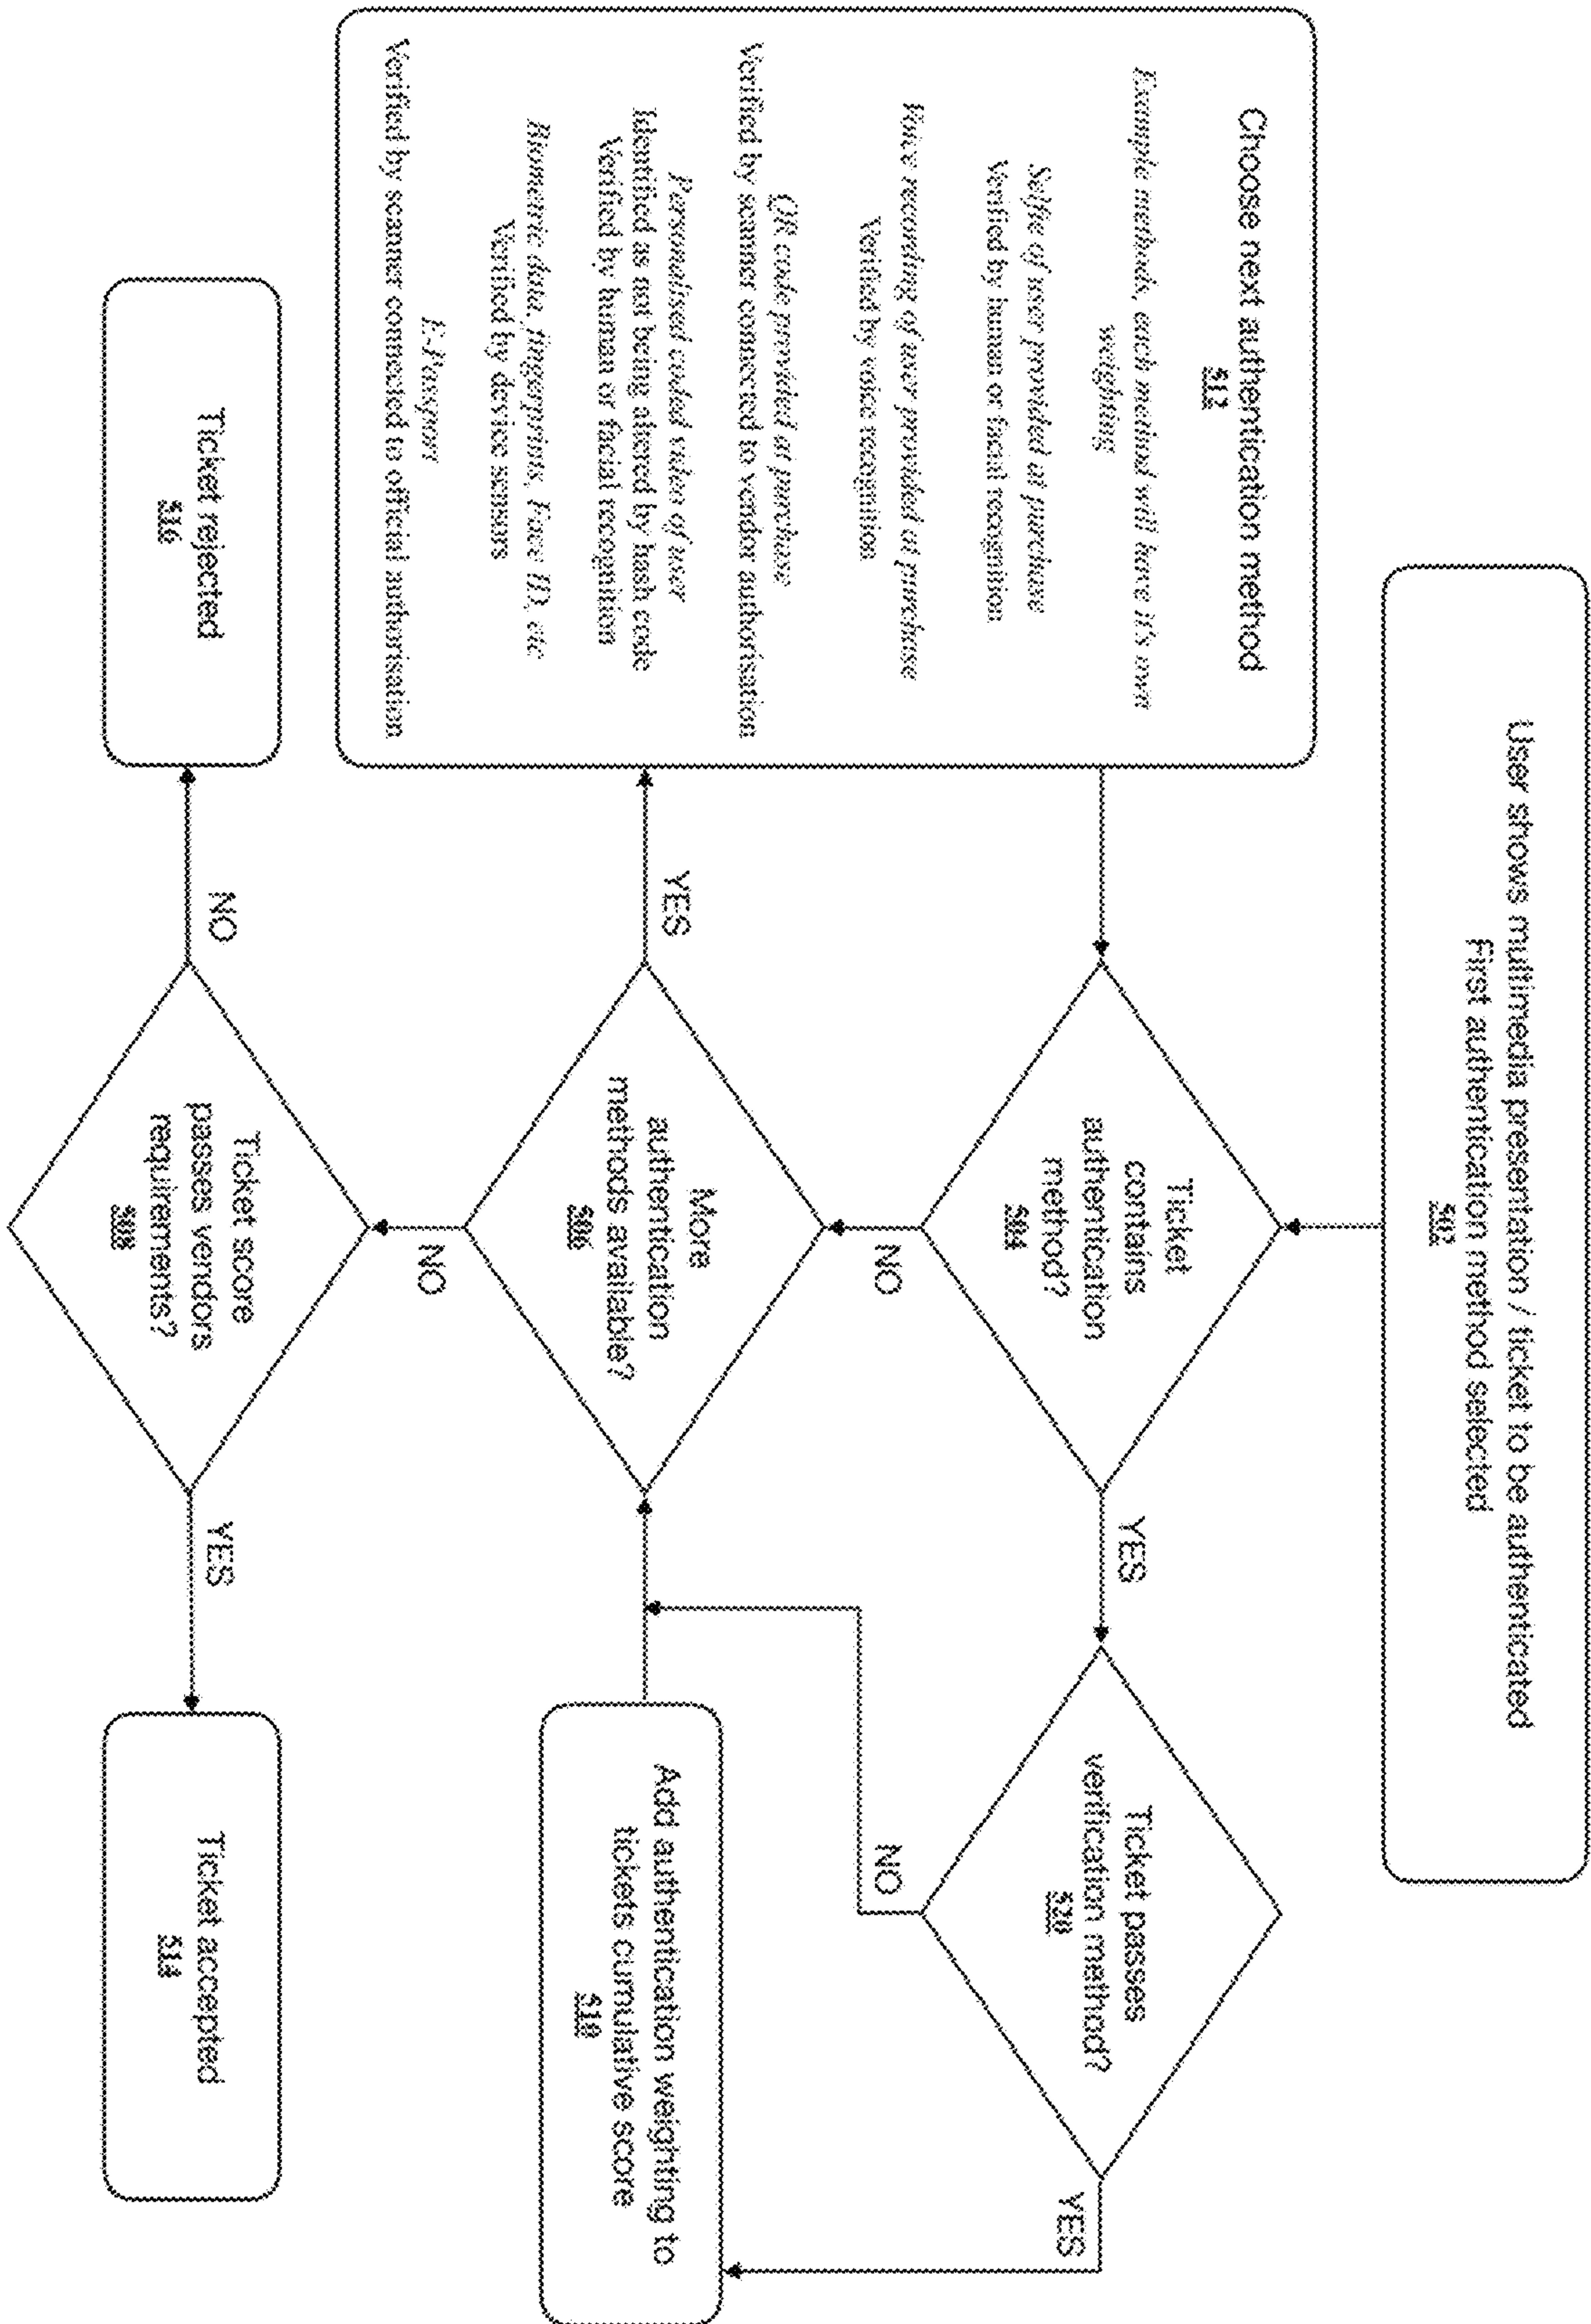 User shows multimedia presentation / ticket to be authenticated
First authentication method selected
502
Choose next authentication method
512
Example methods, each method will have it's own
weighting
Selfie of user provided at purchase
Verified by human or facial recognition
Voice recording of user provided at purchase
Verified by voice recognition
QR code provided at purchase
Verified by scanner connected to vendor authorisation
Personalised coded video of user
Identified as not being altered by hash code
Verified by human or facial recognition
Biometric data, fingerprints, Face ID, etc
Verified by device sensors
E-Passport
Verified by scanner connected to official authorisation
Ticket
contains
authentication
method?
504
YES
NO
Ticket passes
verification method?
520
NO
YES
More
authentication
methods available?
506
YES
NO
Add authentication weighting to
tickets cumulative score
510
Ticket score
passes vendors
requirements?
508
NO
YES
Ticket rejected
516
Ticket accepted
514